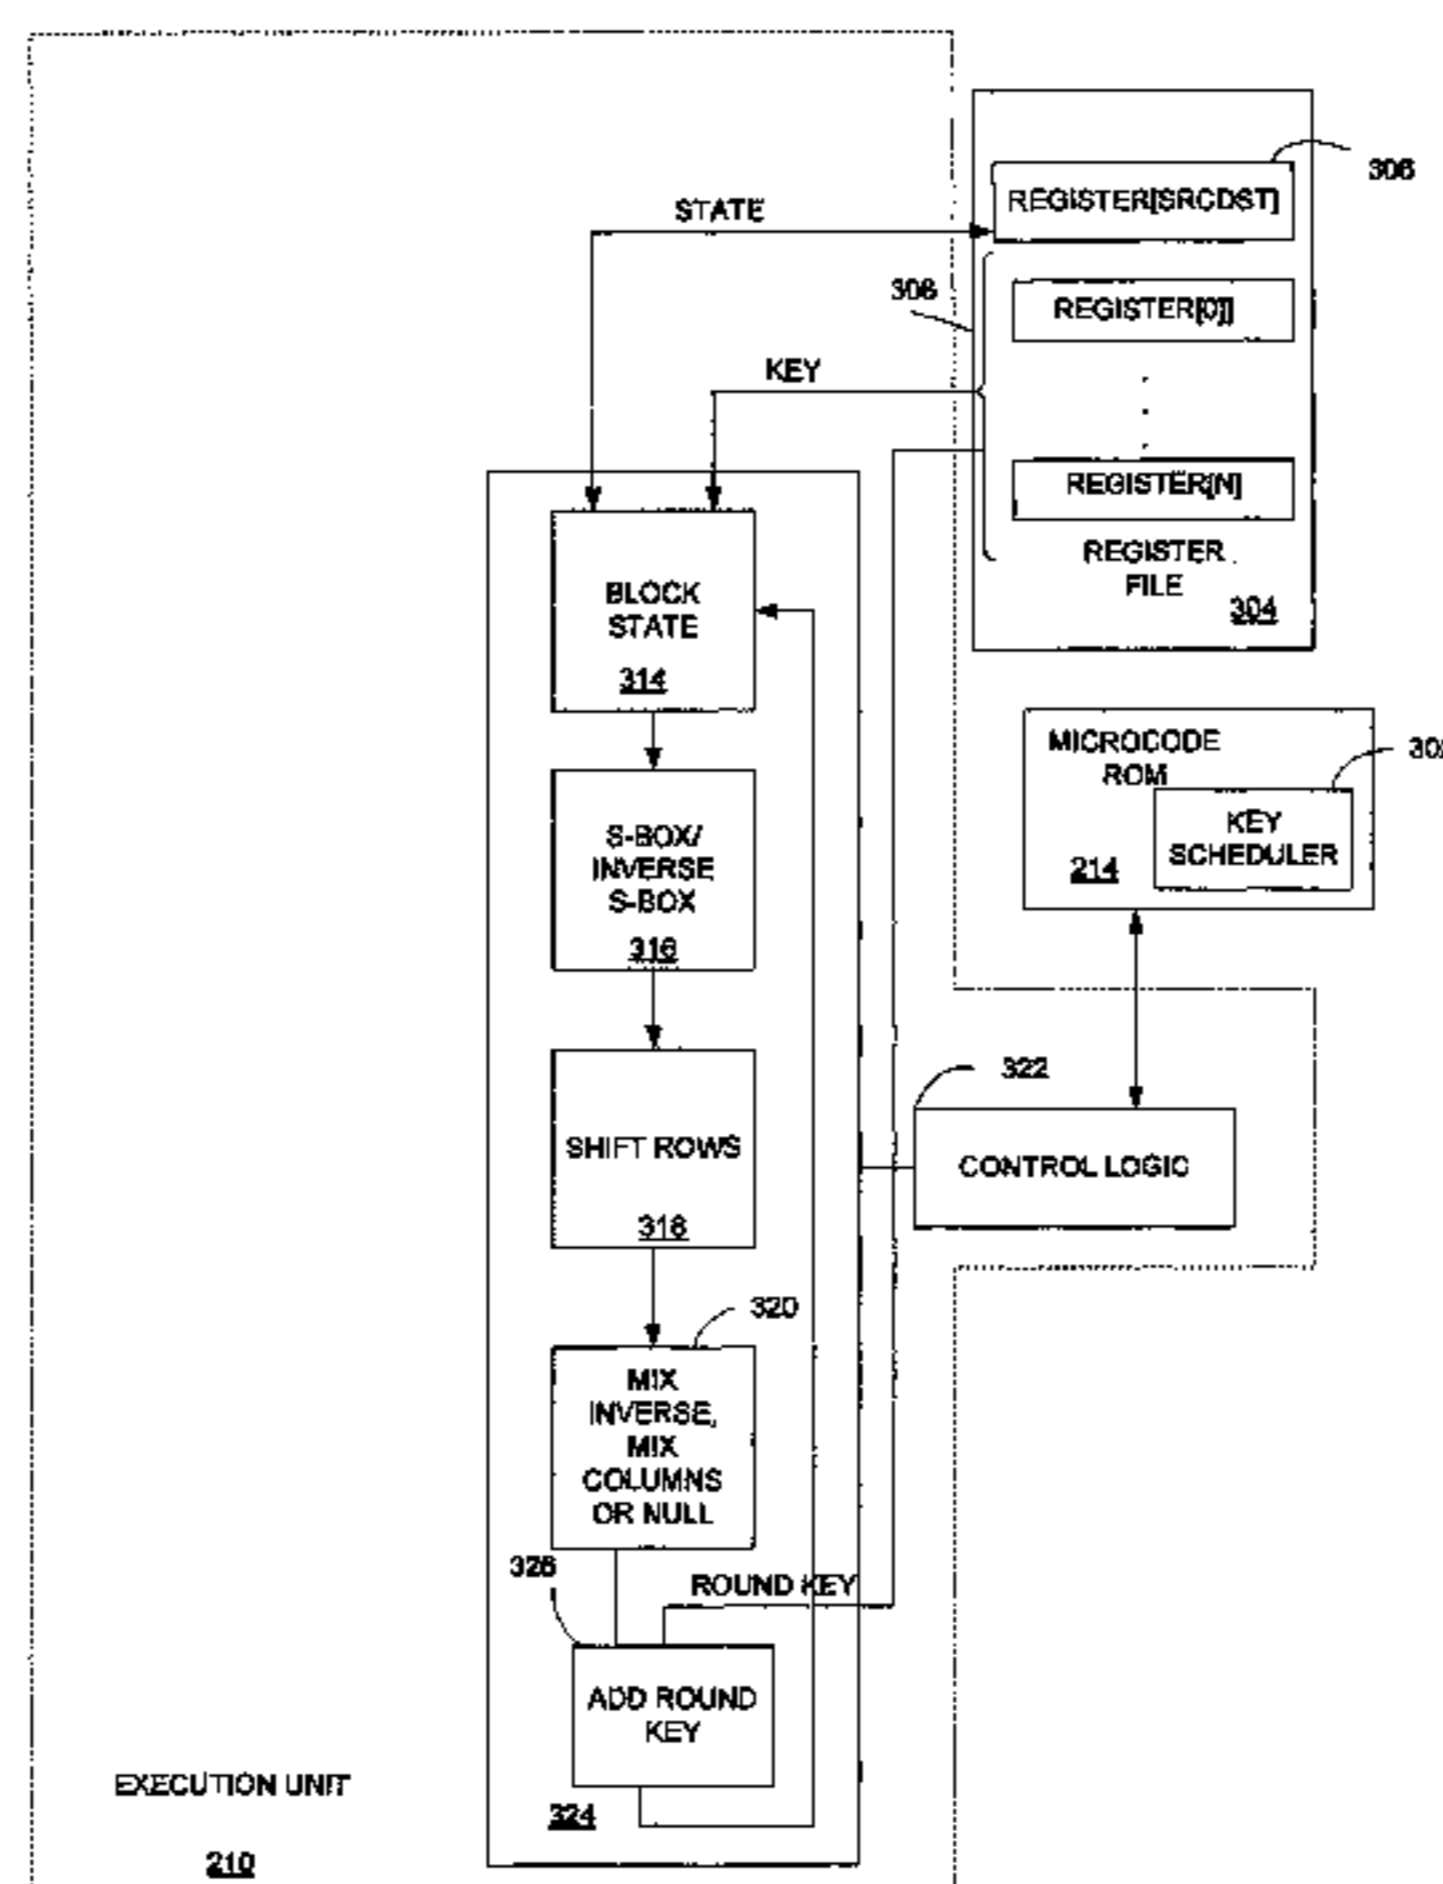 306
REGISTER[SRCDST]
STATE
308
REGISTER[0]]
KEY
REGISTER[N]
REGISTER
FILE
304
BLOCK
STATE
314
MICROCODE
ROM
KEY
SCHEDULER
214
S-BOX/
INVERSE
S-BOX
316
322
CONTROL LOGIC
SHIFT ROWS
318
320
MIX
INVERSE,
MIX
COLUMNS
OR NULL
326
ROUND KEY
ADD ROUND
KEY
324
EXECUTION UNIT
210